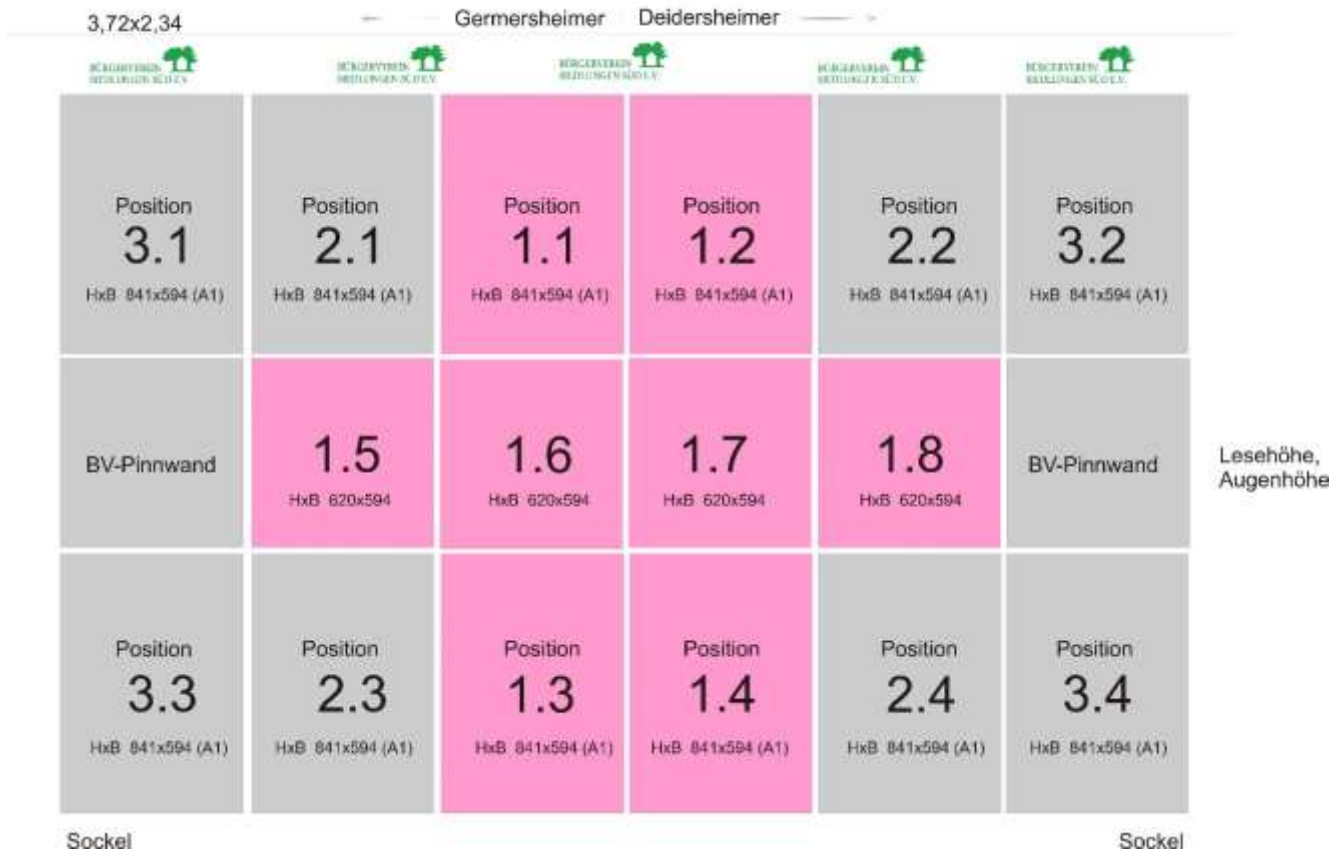 3,72x2,34
Germersheimer Deidersheimer
BÜRGERVEREIN
BÜRGERVEREIN
BÜRGERVEREIN
BÜRGERVEREIN
BÜRGERVEREIN
Position Position Position Position Position Position
3.1 2.1 1.1 1.2 2.2 3.2
HxB 841x594 (A1) HxB 841x594 (A1) HxB 841x594 (A1) HxB 841x594 (A1) HxB 841x594 (A1) HxB 841x594 (A1)
BV-Pinnwand 1.5 1.6 1.7 1.8 BV-Pinnwand
HxB 620x594 HxB 620x594 HxB 620x594 HxB 620x594
Lesehöhe,
Augenhöhe
Position Position Position Position Position Position
3.3 2.3 1.3 1.4 2.4 3.4
HxB 841x594 (A1) HxB 841x594 (A1) HxB 841x594 (A1) HxB 841x594 (A1) HxB 841x594 (A1) HxB 841x594 (A1)
Sockel Sockel